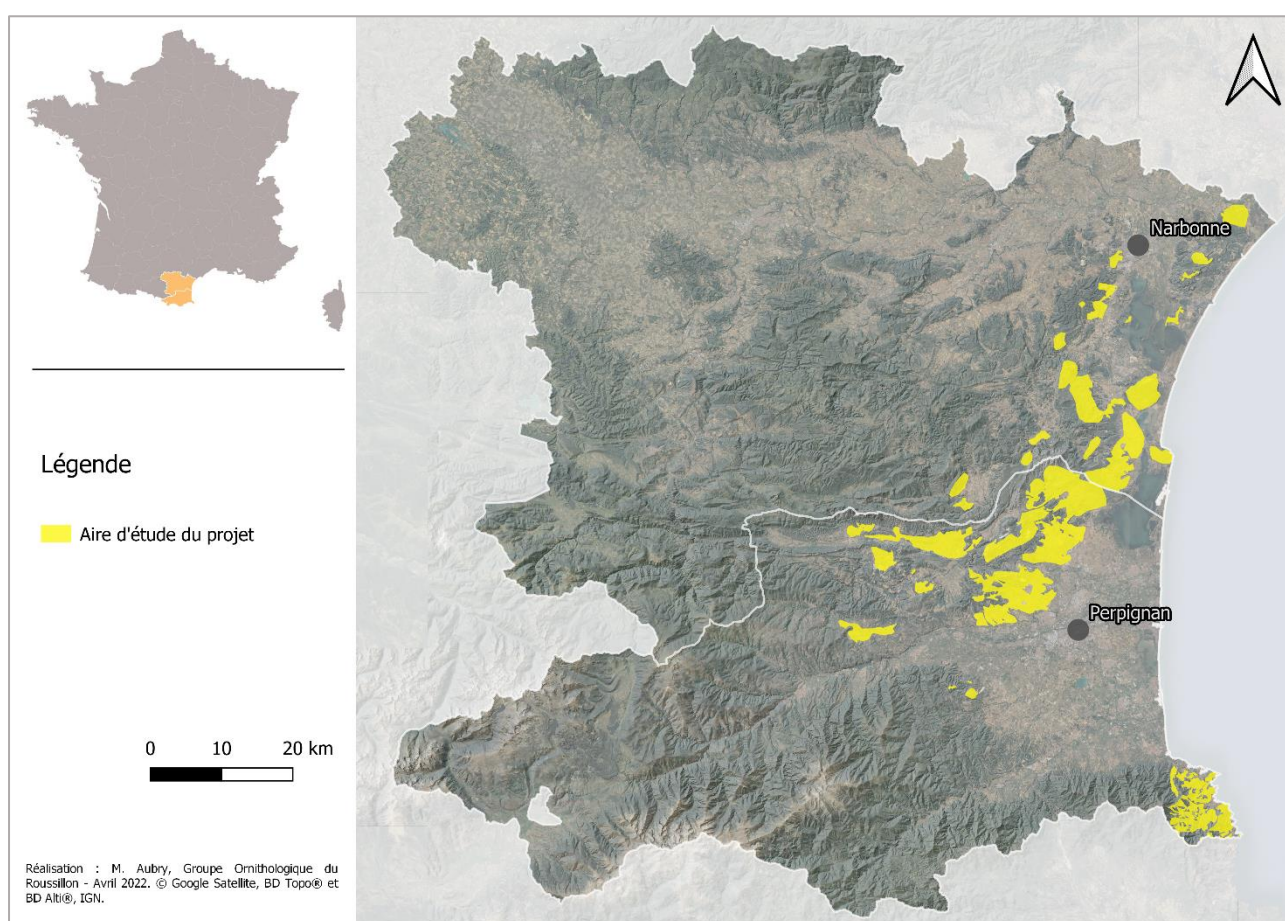 Légende
Aire d'étude du projet
0 10 20 km
Réalisation : M. Aubry, Groupe Ornithologique du
Roussillon - Avril 2022. © Google Satellite, BD Topo® et
BD Alti®, IGN.
Narbonne
Perpignan